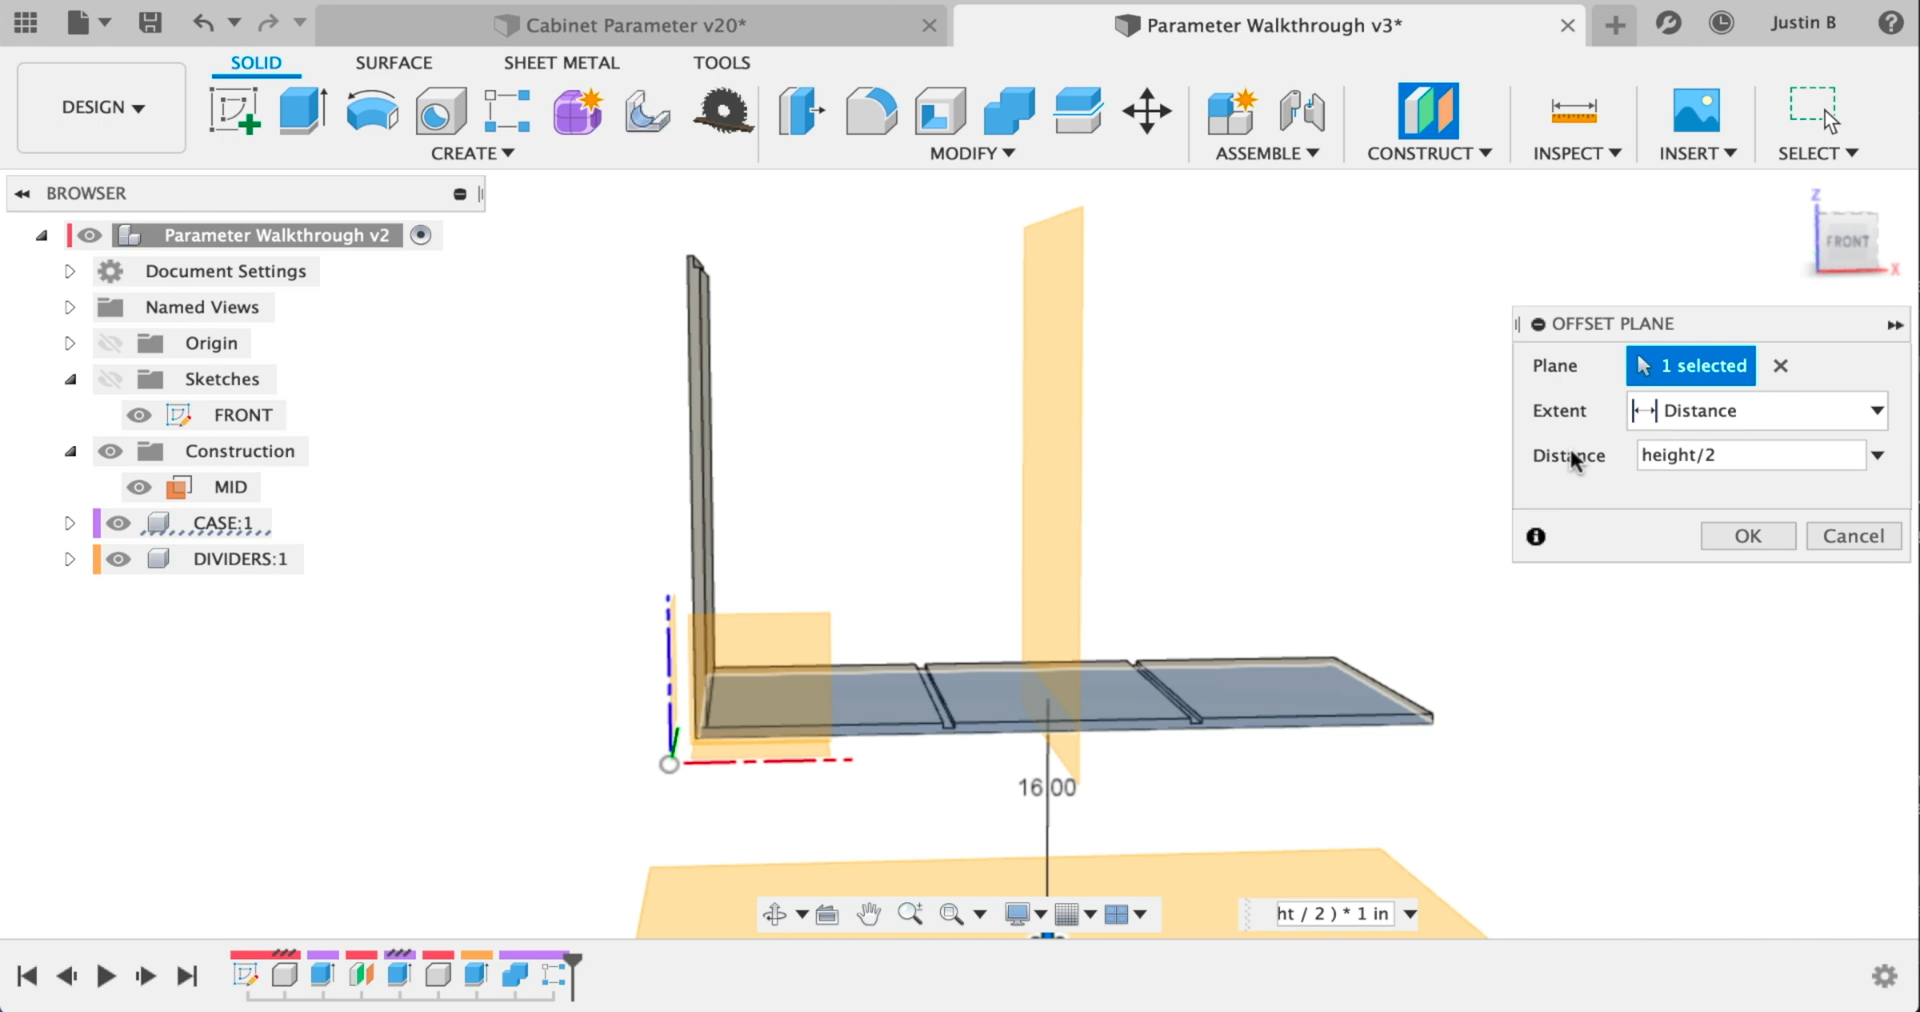 Cabinet Parameter v20*
Parameter Walkthrough v3*
Justin B
DESIGN
SOLID
SURFACE
SHEET METAL
TOOLS
CREATE
MODIFY
ASSEMBLE
CONSTRUCT
INSPECT
INSERT
SELECT
BROWSER
Parameter Walkthrough v2
Document Settings
Named Views
Origin
Sketches
FRONT
Construction
MID
CASE:1
DIVIDERS:1
Z
FRONT
X
OFFSET PLANE
Plane
1 selected
Extent
Distance
Distance
height/2
OK
Cancel
16.00
ht / 2 ) * 1 in